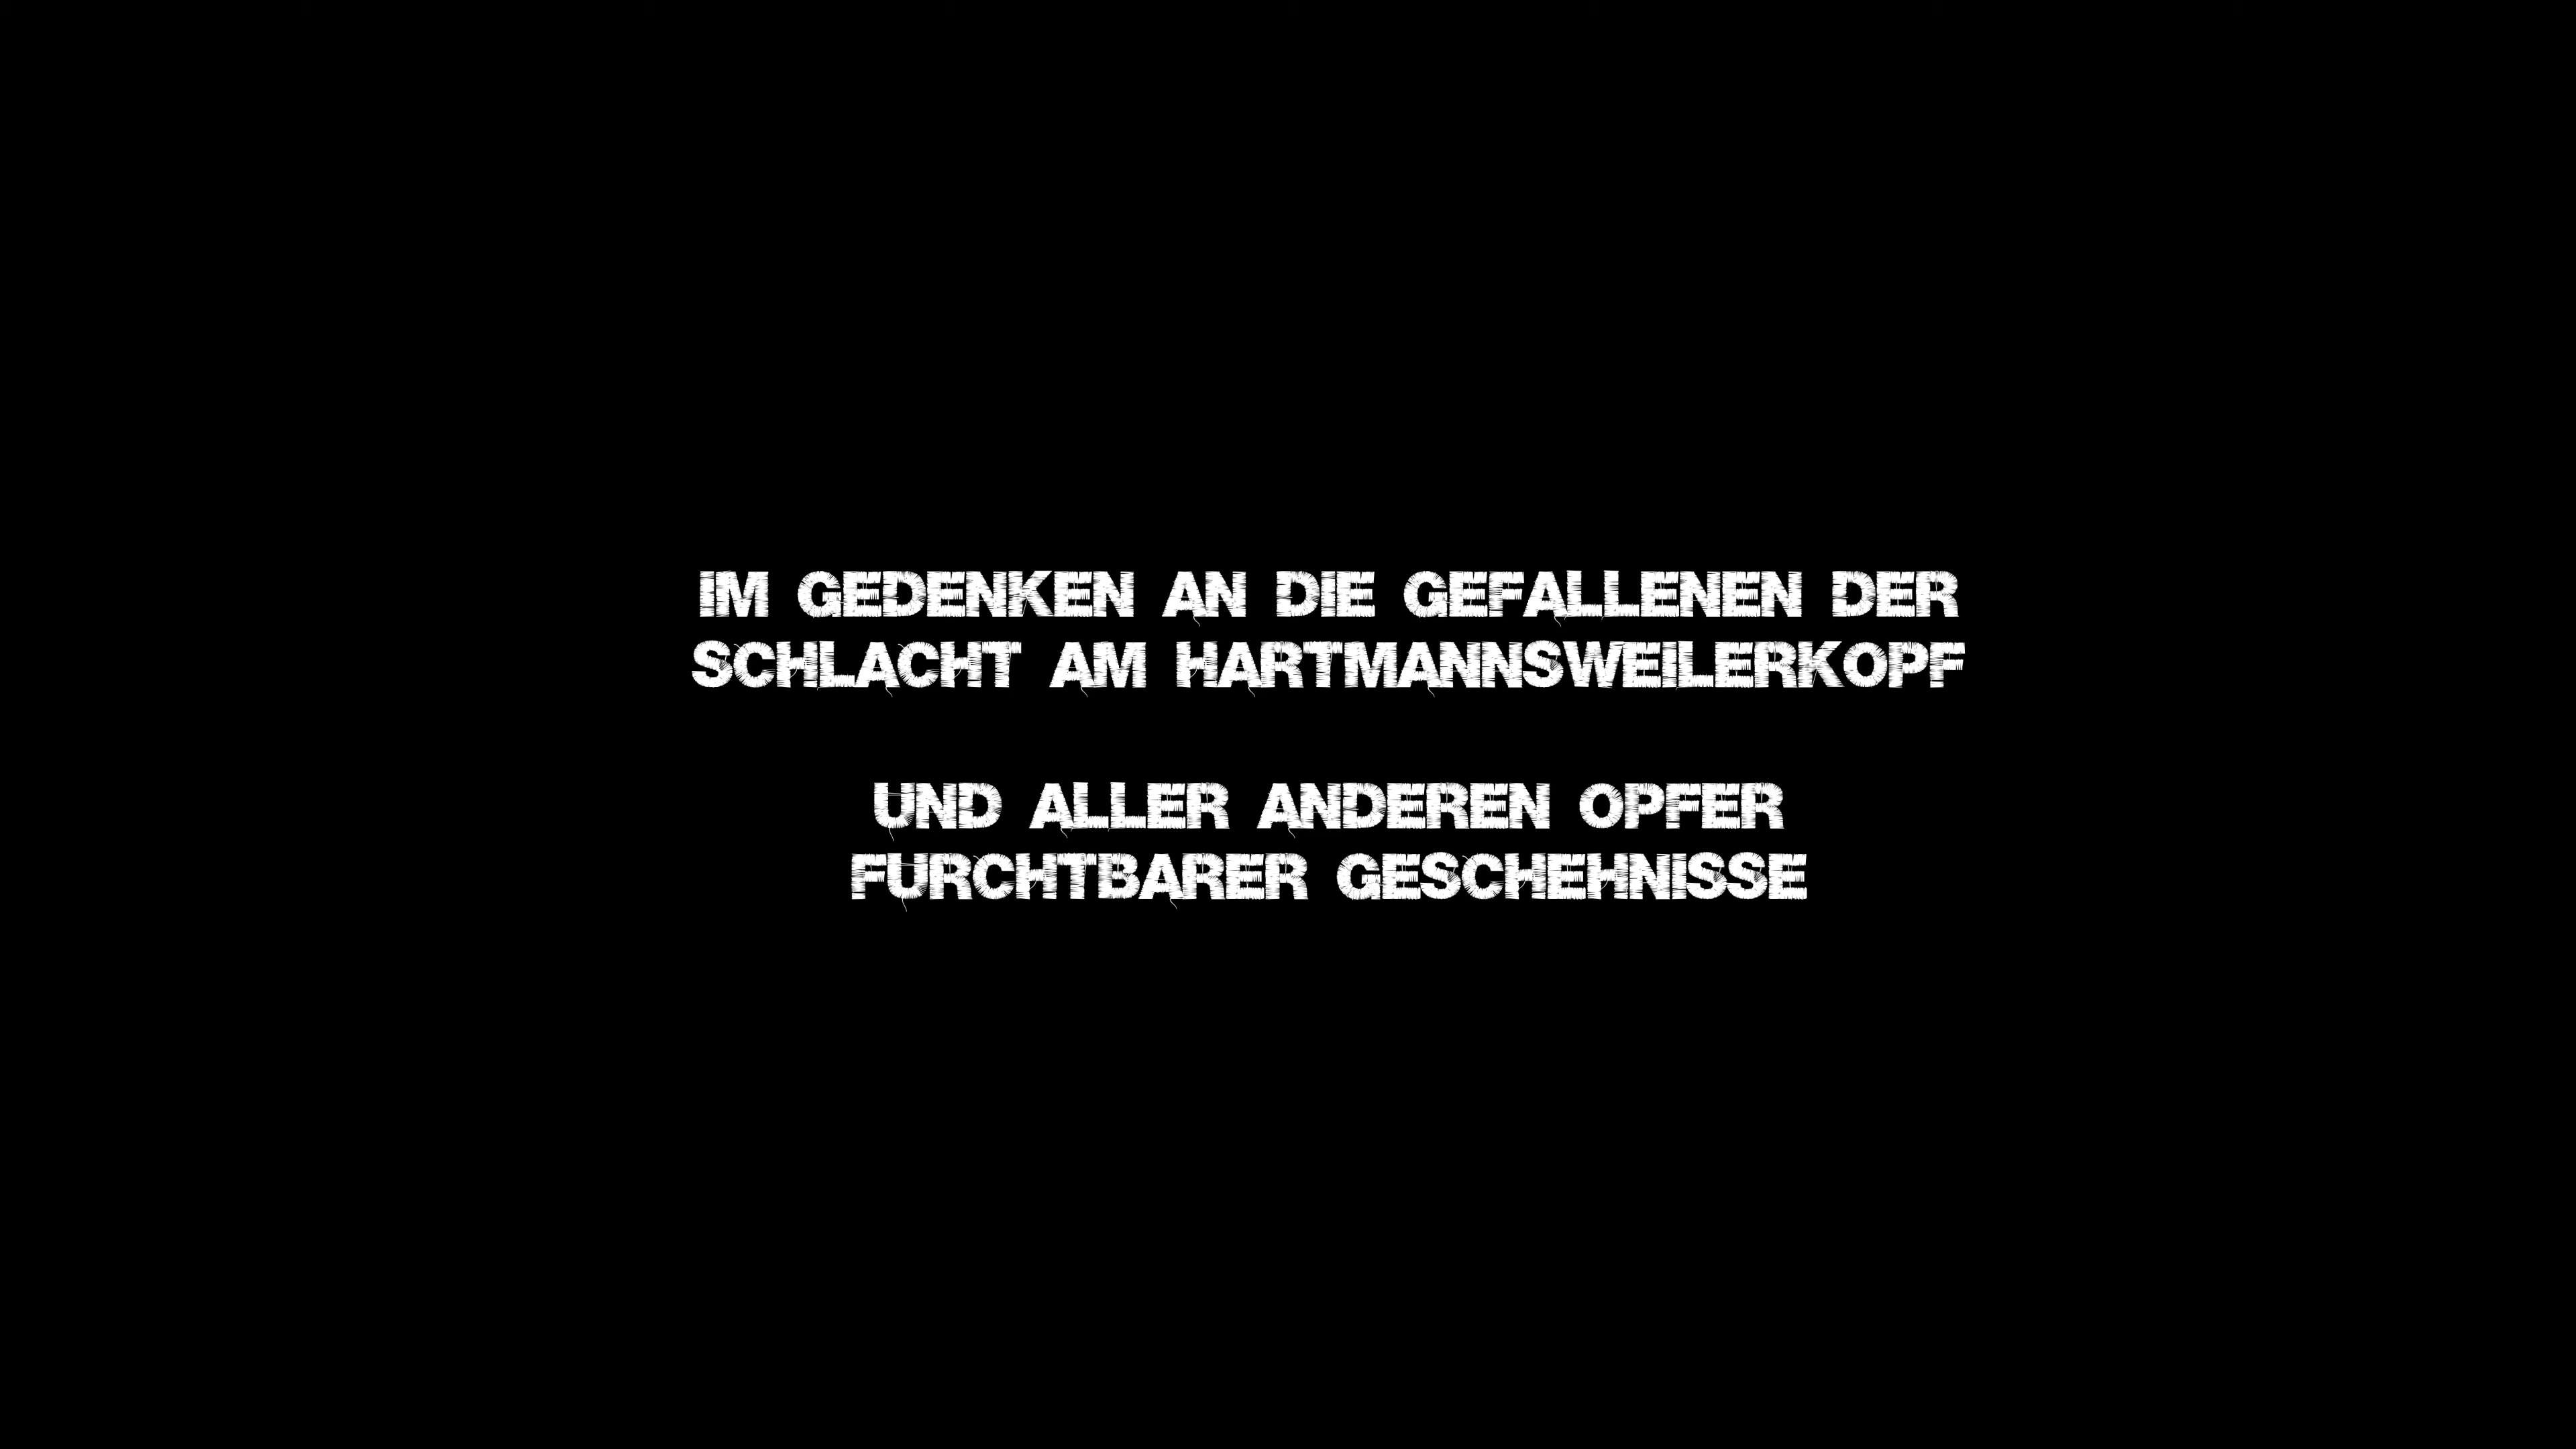 IM GEDENKEN AN DIE GEFALLENEN DER
SCHLACHT AM HARTMANNSWEILERKOPF
UND ALLER ANDEREN OPFER
FURCHTBARER GESCHEHNISSE